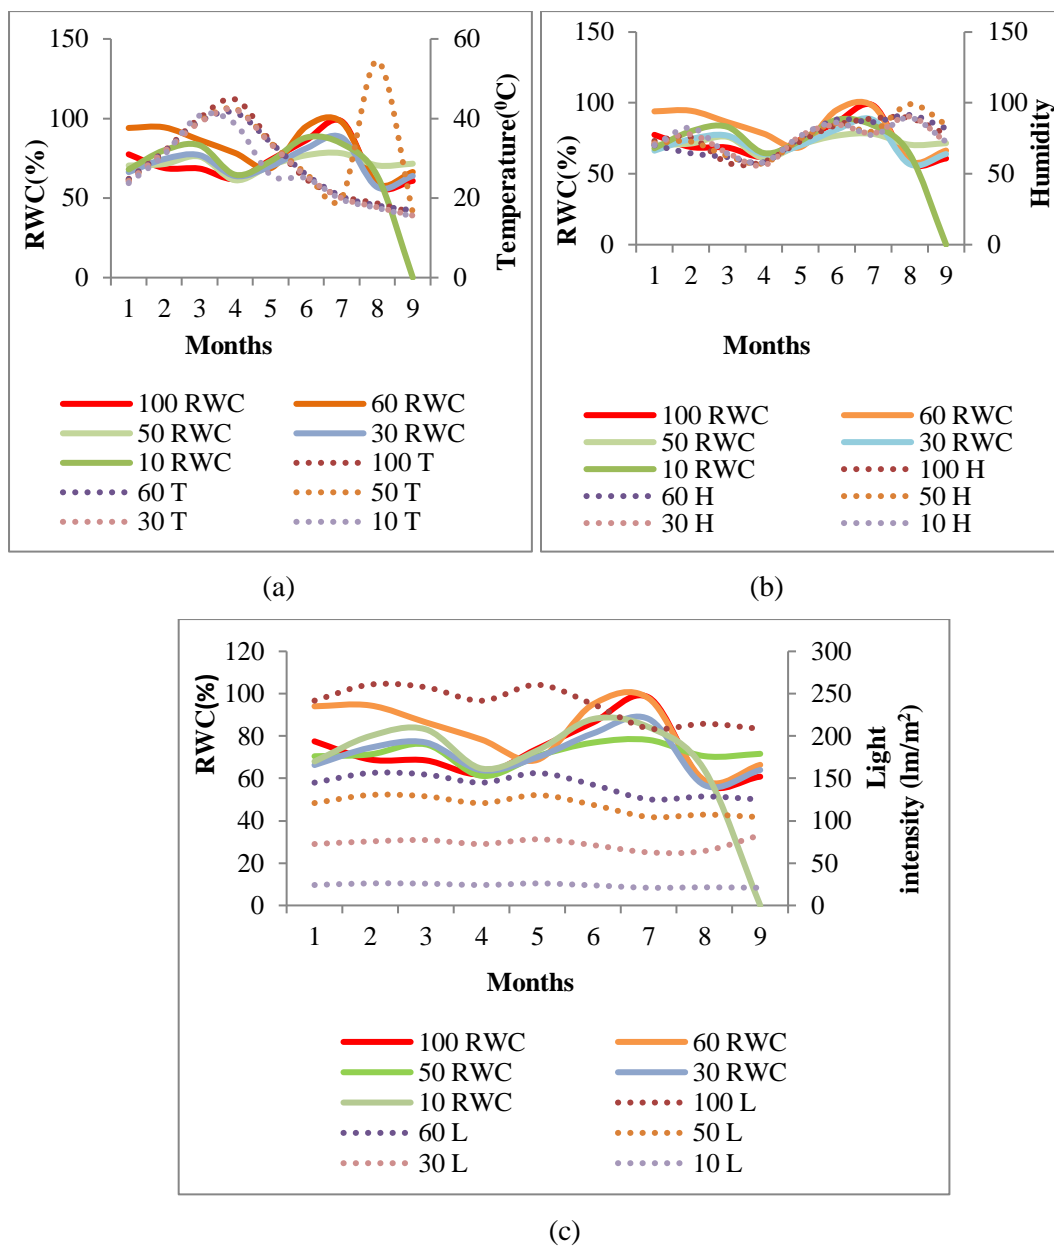 150
100
50
0
RWC(%)
60
40
20
0
Temperature(⁰C)
1 2 3 4 5 6 7 8 9
Months
100 RWC 60 RWC
50 RWC 30 RWC
10 RWC 100 T
60 T 50 T
30 T 10 T
(a)
150
100
50
0
RWC(%)
150
100
50
0
Humidity
1 2 3 4 5 6 7 8 9
Months
100 RWC 60 RWC
50 RWC 30 RWC
10 RWC 100 H
60 H 50 H
30 H 10 H
(b)
120
100
80
60
40
20
0
RWC(%)
300
250
200
150
100
50
0
Light
intensity (lm/m²)
1 2 3 4 5 6 7 8 9
Months
100 RWC 60 RWC
50 RWC 30 RWC
10 RWC 100 L
60 L 50 L
30 L 10 L
(c)